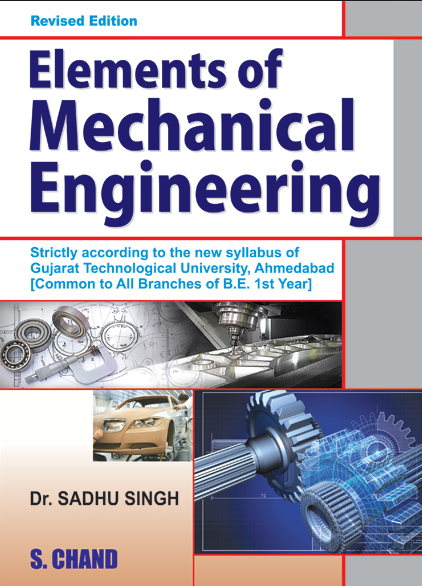 Revised Edition
Elements of
Mechanical
Engineering
Strictly according to the new syllabus of
Gujarat Technological University, Ahmedabad
[Common to All Branches of B.E. 1st Year]
Dr. SADHU SINGH
S. CHAND